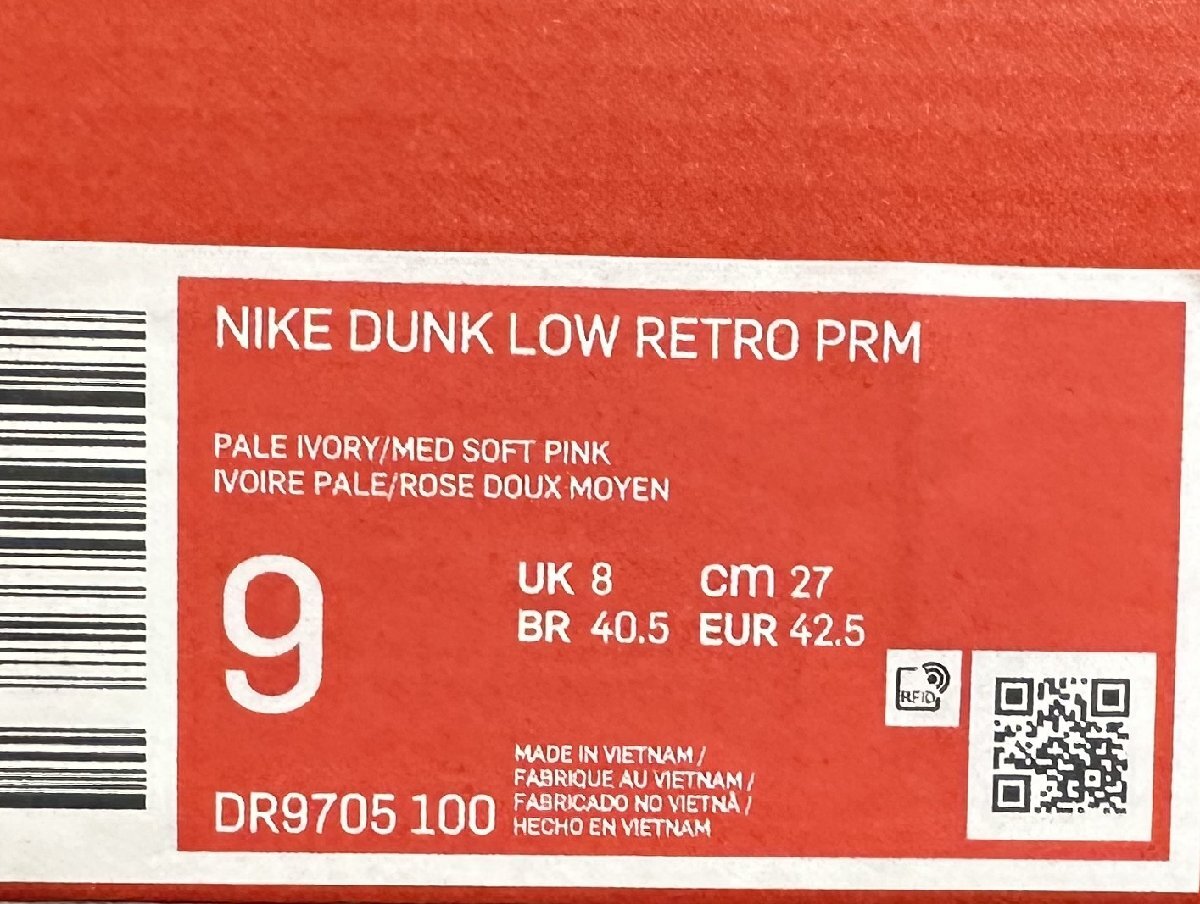 NIKE DUNK LOW RETRO PRM
PALE IVORY/MED SOFT PINK
IVOIRE PALE/ROSE DOUX MOYEN
9
UK 8 cm 27
BR 40.5 EUR 42.5
RFID
MADE IN VIETNAM /
FABRIQUE AU VIETNAM /
FABRICADO NO VIETNÃ /
HECHO EN VIETNAM
DR9705 100